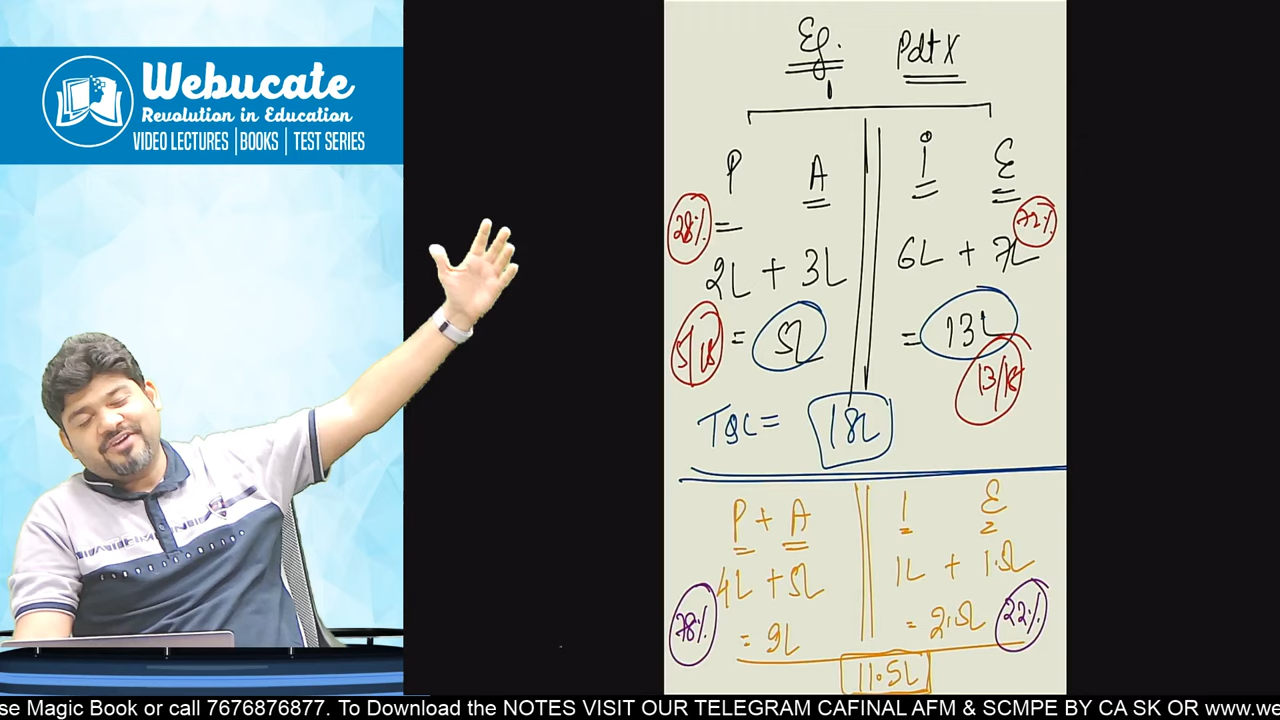 Webucate
Revolution in Education
VIDEO LECTURES | BOOKS | TEST SERIES
Eg. Pdt X
P A I E
28% = 72%
2L + 3L 6L + 7L
5/18 = 5L = 13L
13/18
TQC = 18L
P + A I E
4L + 5L 1L + 1.5L
78% = 9L = 2.5L 22%
11.5L
se Magic Book or call 7676876877. To Download the NOTES VISIT OUR TELEGRAM CAFINAL AFM & SCMPE BY CA SK OR www.we